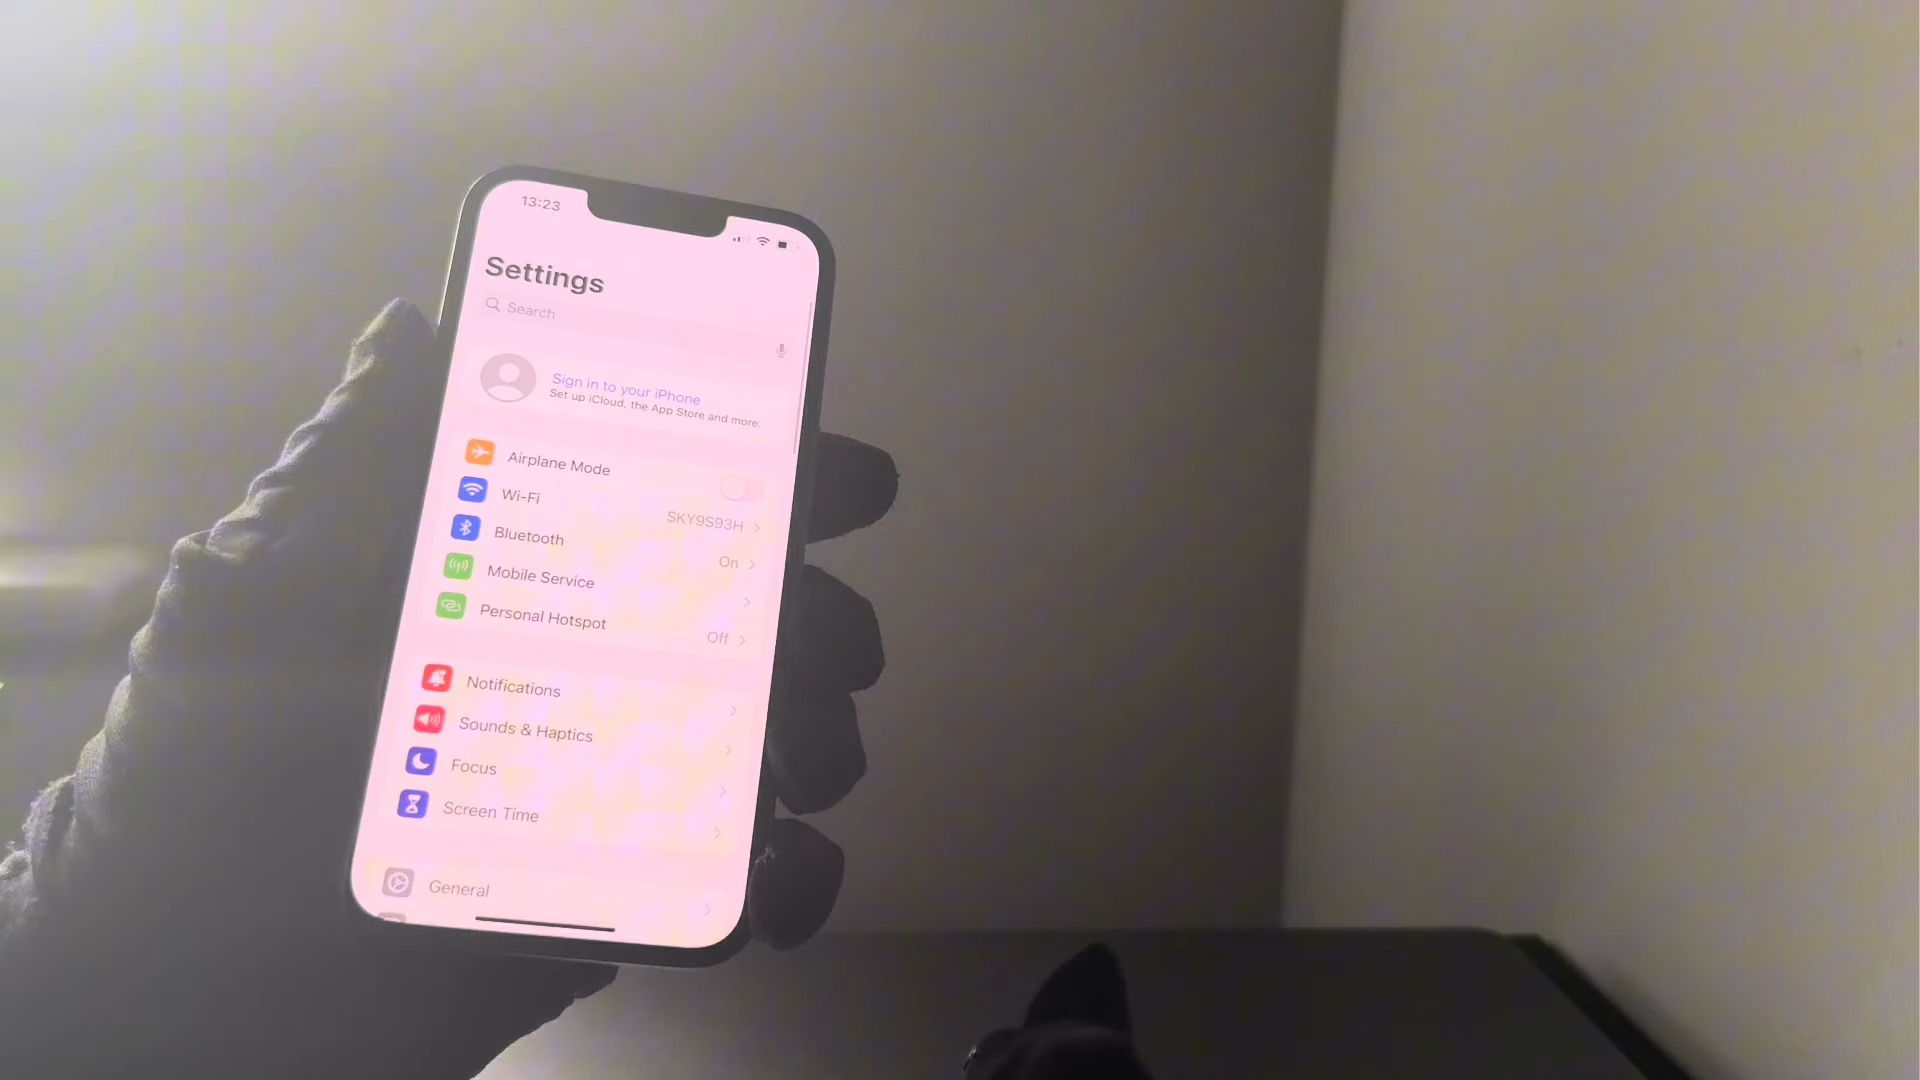 13:23
Settings
Search
Sign in to your iPhone
Set up iCloud, the App Store and more.
Airplane Mode
Wi-Fi
SKY9S93H
Bluetooth
On
Mobile Service
Personal Hotspot
Off
Notifications
Sounds & Haptics
Focus
Screen Time
General